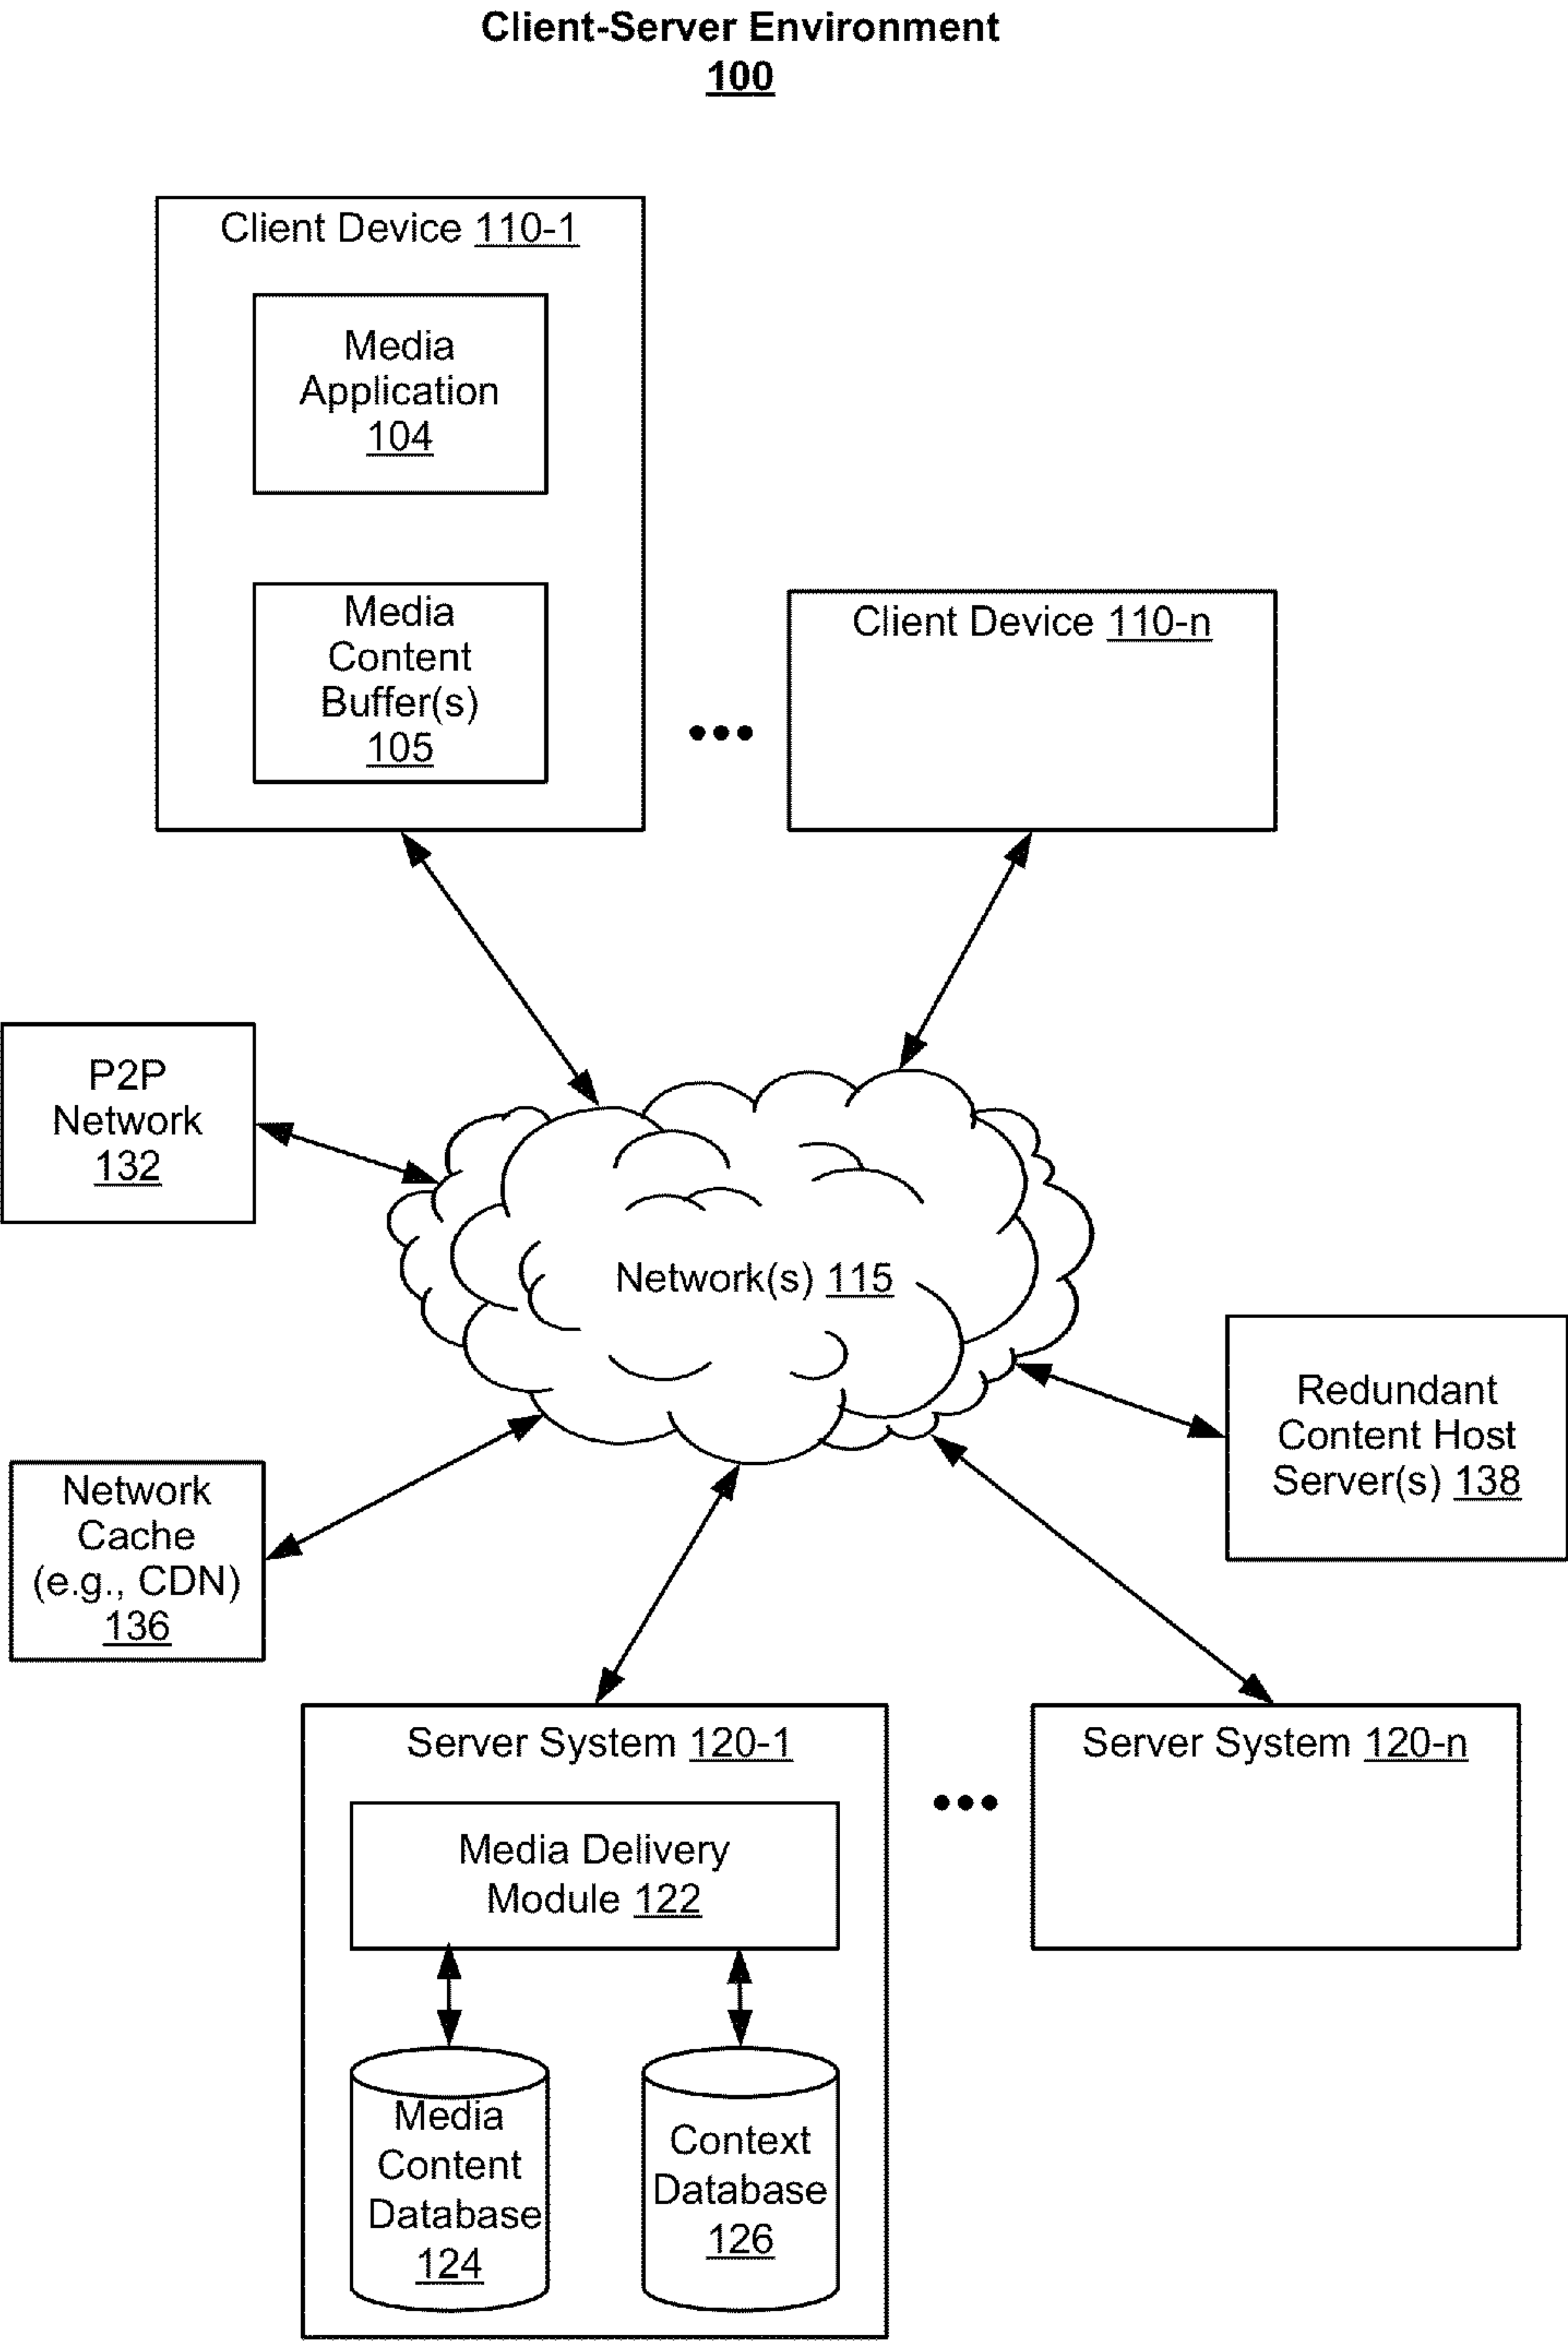 Client-Server Environment
100
Client Device 110-1
Media
Application
104
Media
Content
Buffer(s)
105
Client Device 110-n
P2P
Network
132
Network(s) 115
Redundant
Content Host
Server(s) 138
Network
Cache
(e.g., CDN)
136
Server System 120-1
Media Delivery
Module 122
Media
Content
Database
124
Context
Database
126
Server System 120-n